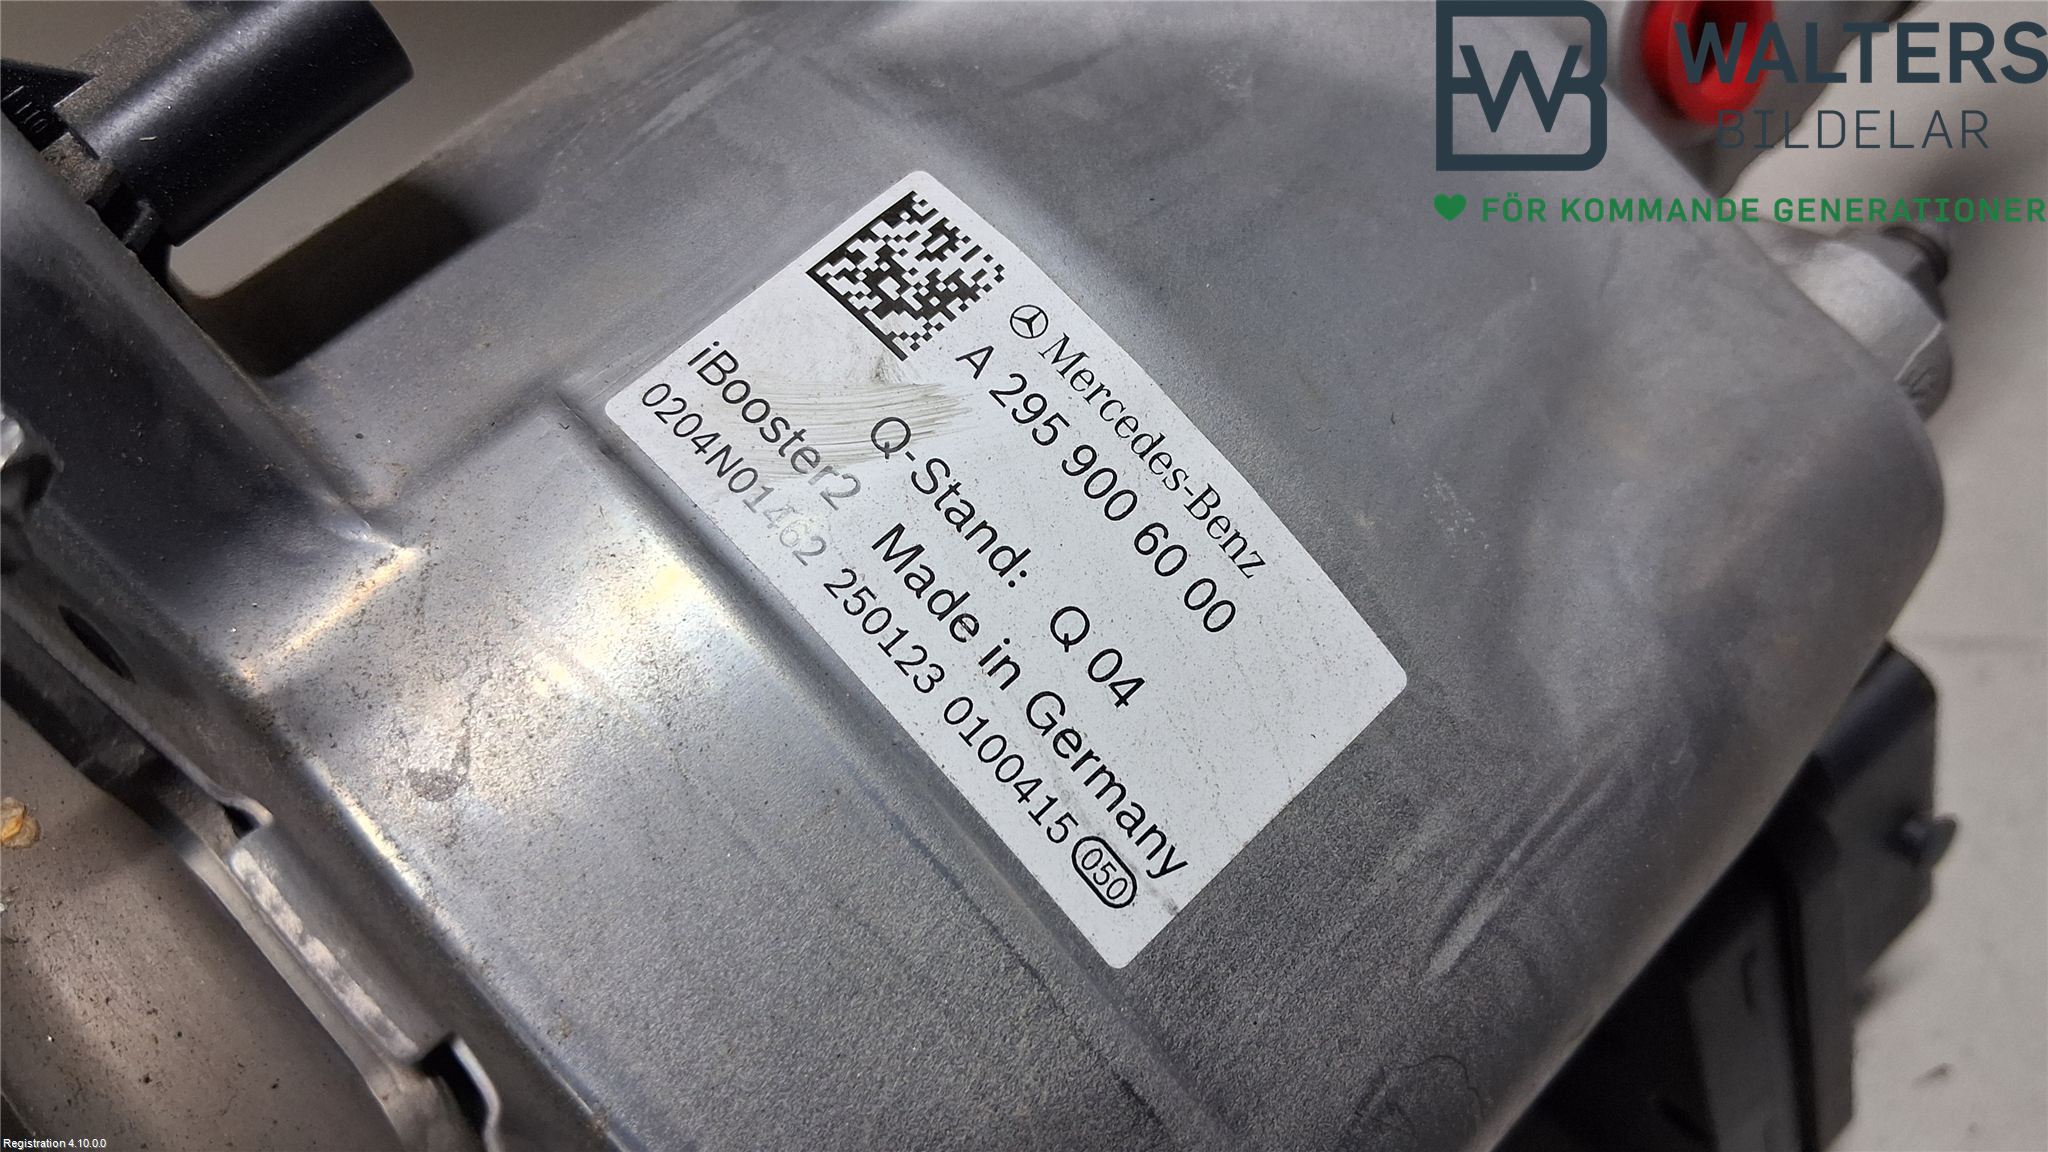 WALTERS
BILDELAR
FÖR KOMMANDE GENERATIONER
Mercedes-Benz
A 295 900 60 00
Q-Stand: Q 04
iBooster2 Made in Germany
0204N01462 250123 0100415 050
Registration 4.10.0.0